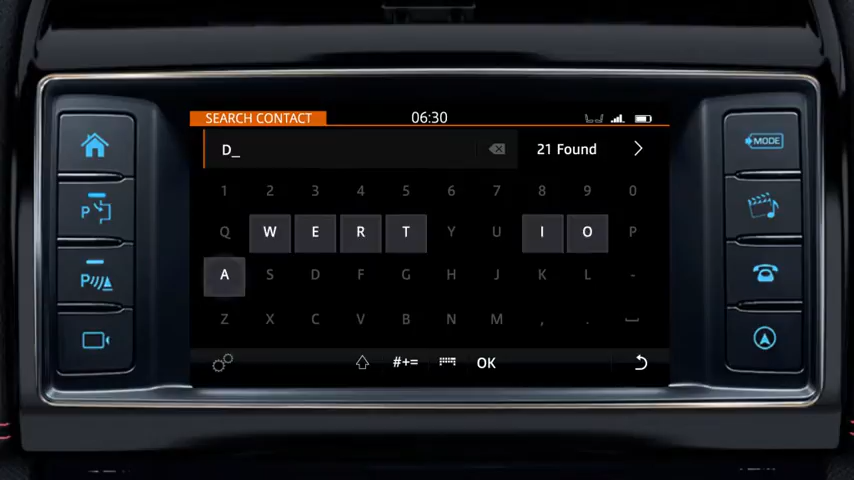 SEARCH CONTACT 06:30
D_ 21 Found
1 2 3 4 5 6 7 8 9 0
Q W E R T Y U I O P
A S D F G H J K L -
Z X C V B N M , .
#+= OK
P
P
MODE